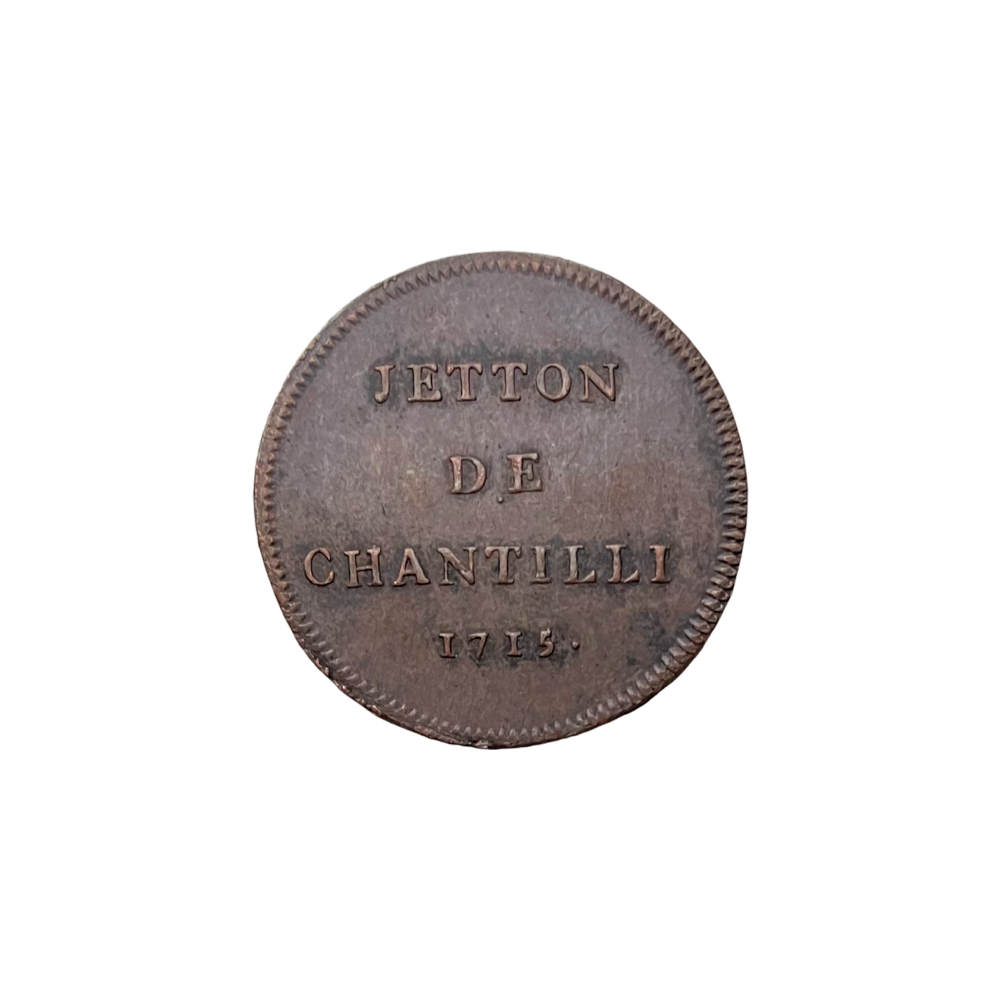 JETTON
DE
CHANTILLI
1715.